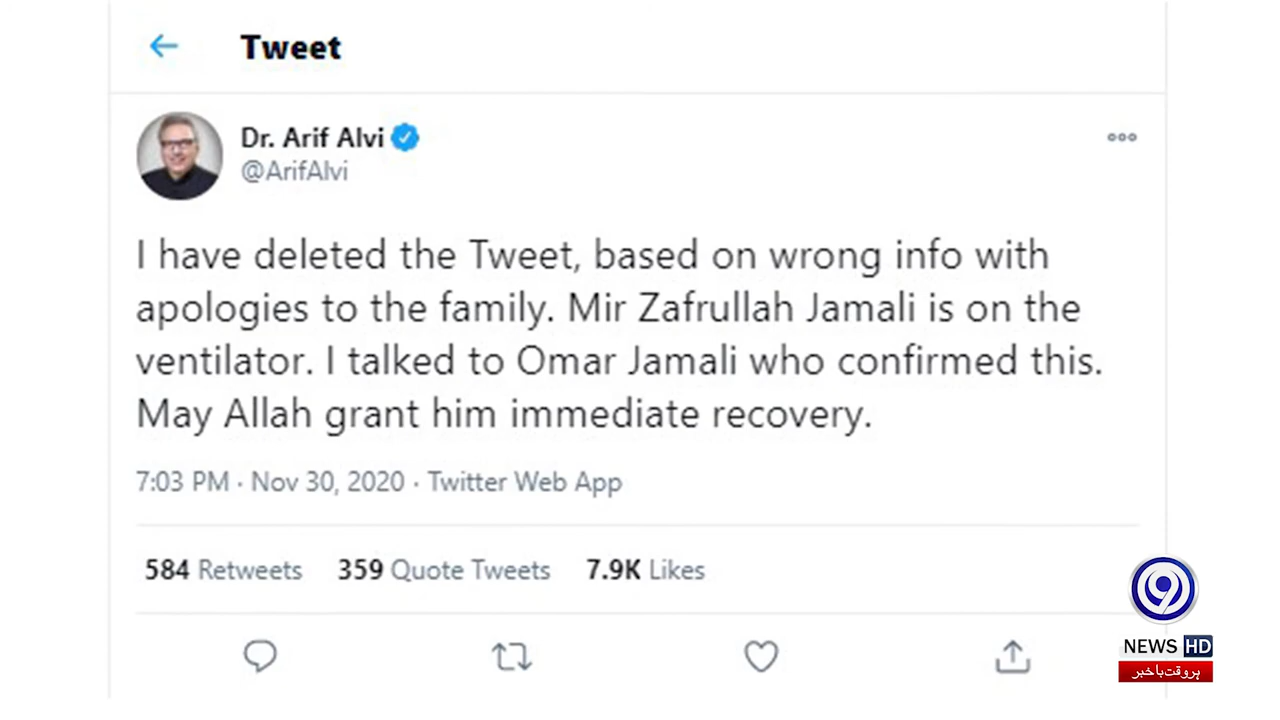 Tweet
Dr. Arif Alvi
@ArifAlvi
I have deleted the Tweet, based on wrong info with
apologies to the family. Mir Zafrullah Jamali is on the
ventilator. I talked to Omar Jamali who confirmed this.
May Allah grant him immediate recovery.
7:03 PM · Nov 30, 2020 · Twitter Web App
584 Retweets 359 Quote Tweets 7.9K Likes
9
NEWS HD
ہر وقت باخبر